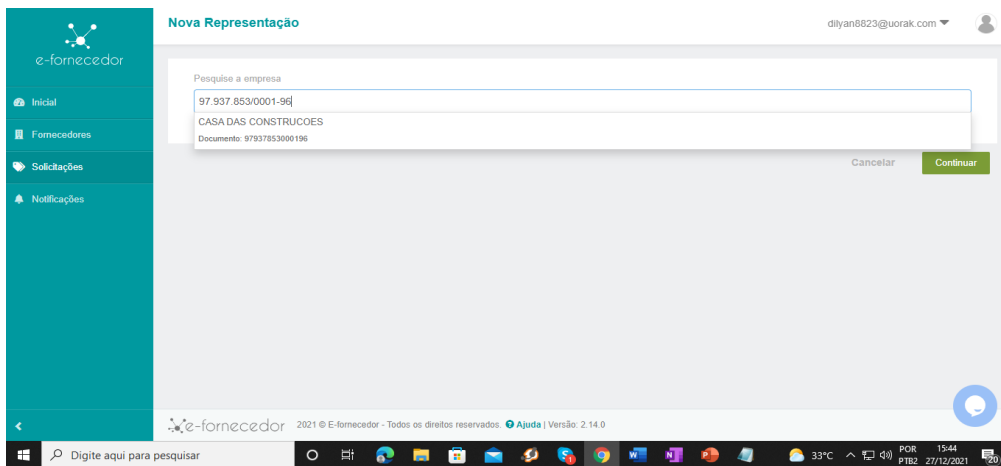 Nova Representação
dilyan8823@uorak.com
e-fornecedor
Pesquise a empresa
97.937.853/0001-96
CASA DAS CONSTRUCOES
Documento: 97937853000196
Inicial
Fornecedores
Solicitações
Notificações
Cancelar
Continuar
e-fornecedor 2021 © E-fornecedor - Todos os direitos reservados. Ajuda | Versão: 2.14.0
Digite aqui para pesquisar
33°C
POR
PTB2
15:44
27/12/2021
20